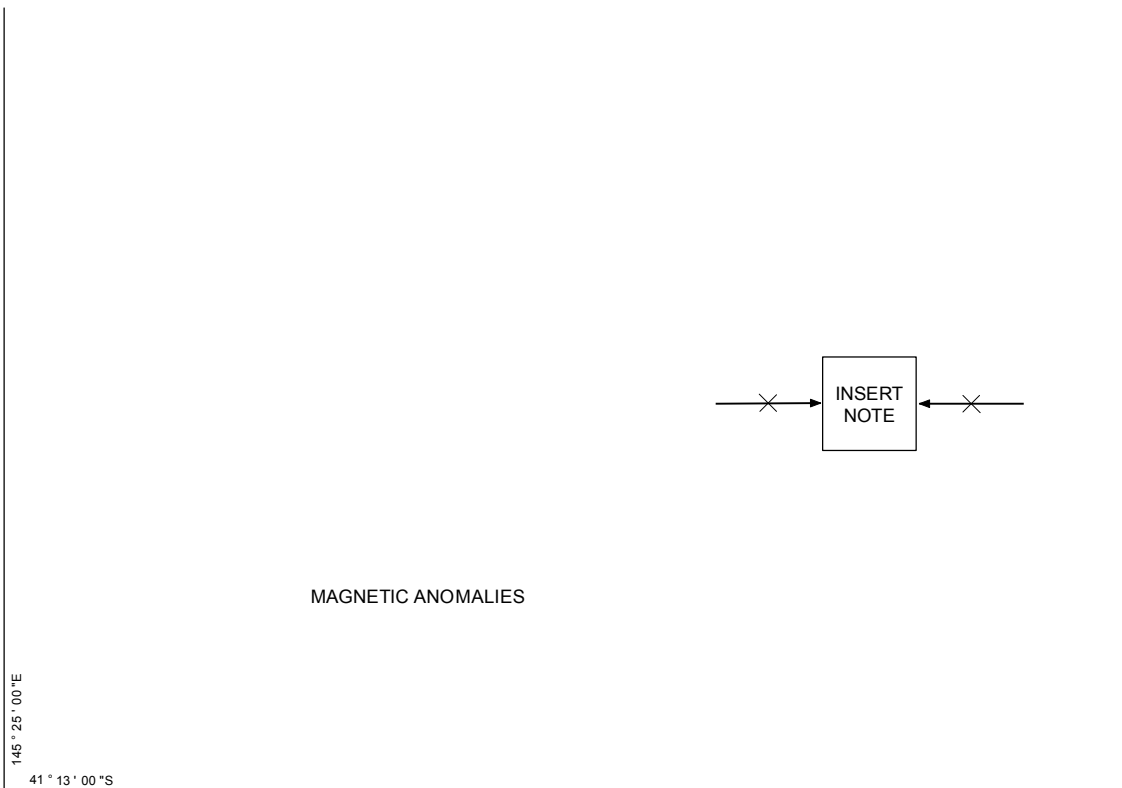 INSERT
NOTE
MAGNETIC ANOMALIES
145 ° 25 ' 00 "E
41 ° 13 ' 00 "S